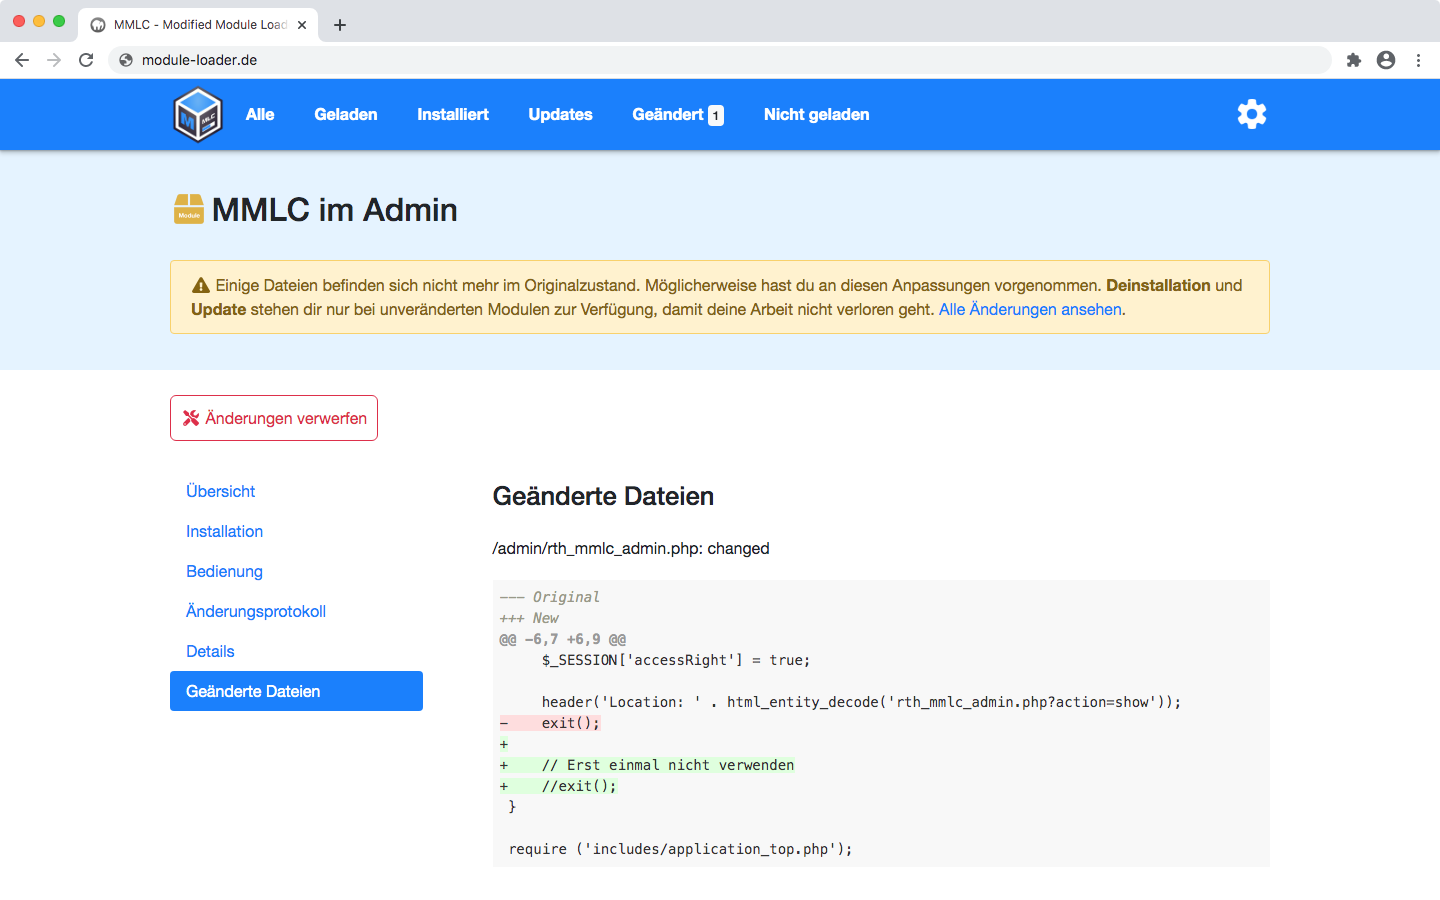 MMLC - Modified Module Load
module-loader.de
Alle Geladen Installiert Updates Geändert 1 Nicht geladen
Module MMLC im Admin
Einige Dateien befinden sich nicht mehr im Originalzustand. Möglicherweise hast du an diesen Anpassungen vorgenommen. Deinstallation und
Update stehen dir nur bei unveränderten Modulen zur Verfügung, damit deine Arbeit nicht verloren geht. Alle Änderungen ansehen.
Änderungen verwerfen
Übersicht
Installation
Bedienung
Änderungsprotokoll
Details
Geänderte Dateien
Geänderte Dateien
/admin/rth_mmlc_admin.php: changed
--- Original
+++ New
@@ -6,7 +6,9 @@
     $_SESSION['accessRight'] = true;
     header('Location: ' . html_entity_decode('rth_mmlc_admin.php?action=show'));
-    exit();
+
+    // Erst einmal nicht verwenden
+    //exit();
 }
 require ('includes/application_top.php');